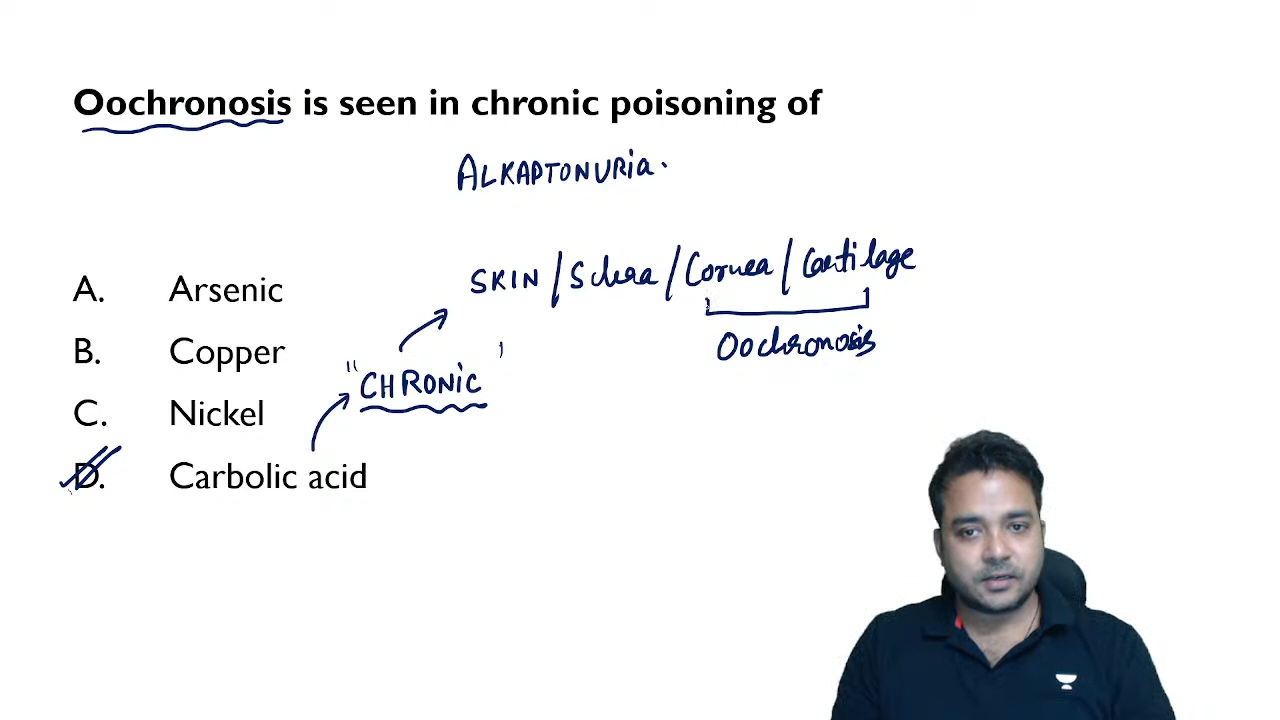 Oochronosis is seen in chronic poisoning of
ALKAPTONURIA.
SKIN / Sclera / Cornea / Cartilage
Oochronosis
A. Arsenic
B. Copper
"CHRONIC '
C. Nickel
D. Carbolic acid